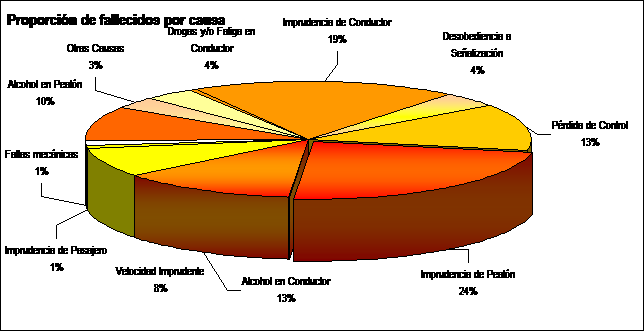 Proporción de fallecidos por causa
Drogas y/o Fatiga en
Conductor
4%
Imprudencia de Conductor
19%
Desobediencia a
Señalización
4%
Otras Causas
3%
Alcohol en Peatón
10%
Pérdida de Control
13%
Fallas mecánicas
1%
Imprudencia de Pasajero
1%
Velocidad Imprudente
8%
Alcohol en Conductor
13%
Imprudencia de Peatón
24%